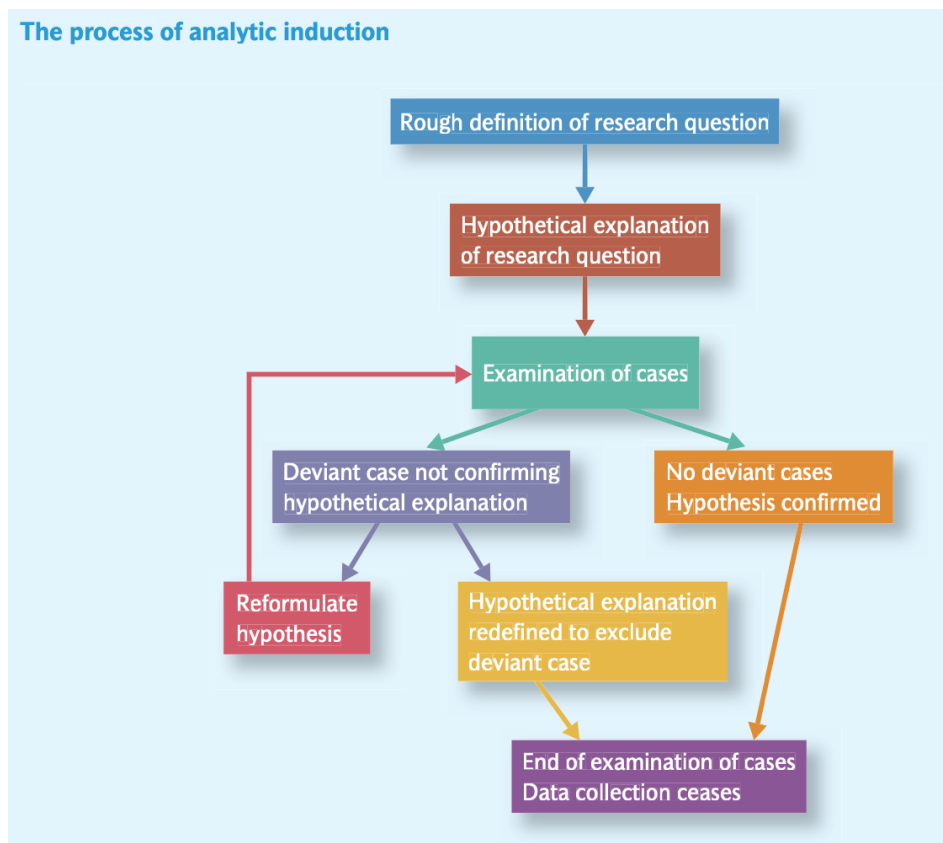 The process of analytic induction
Rough definition of research question
Hypothetical explanation
of research question
Examination of cases
Deviant case not confirming
hypothetical explanation
No deviant cases
Hypothesis confirmed
Reformulate
hypothesis
Hypothetical explanation
redefined to exclude
deviant case
End of examination of cases
Data collection ceases